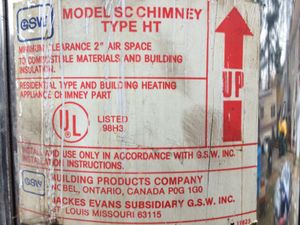 GSW
MODEL SC CHIMNEY
TYPE HT
MINIMUM CLEARANCE 2" AIR SPACE
TO COMBUSTIBLE MATERIALS AND BUILDING
INSULATION.
UP
RESIDENTIAL TYPE AND BUILDING HEATING
APPLIANCE CHIMNEY PART
UL
LISTED
98H3
INSTALL AND USE ONLY IN ACCORDANCE WITH G.S.W. INC.
INSTALLATION INSTRUCTIONS.
GSW
BUILDING PRODUCTS COMPANY
NOBEL, ONTARIO, CANADA P0G 1G0
JACKES EVANS SUBSIDIARY G.S.W. INC.
ST LOUIS MISSOURI 63115